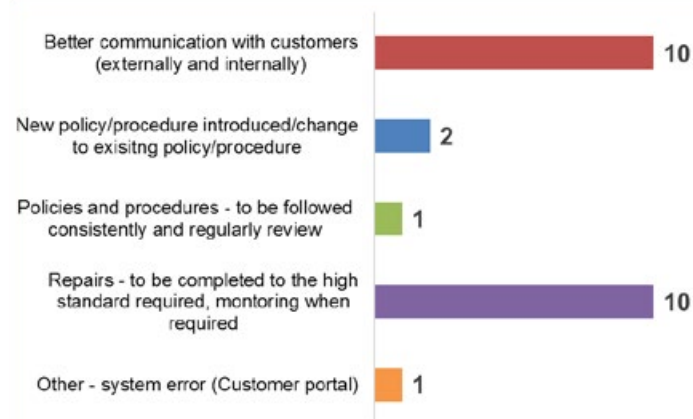 Better communication with customers
(externally and internally)
10
New policy/procedure introduced/change
to exisitng policy/procedure
2
Policies and procedures - to be followed
consistently and regularly review
1
Repairs - to be completed to the high
standard required, montoring when
required
10
Other - system error (Customer portal)
1